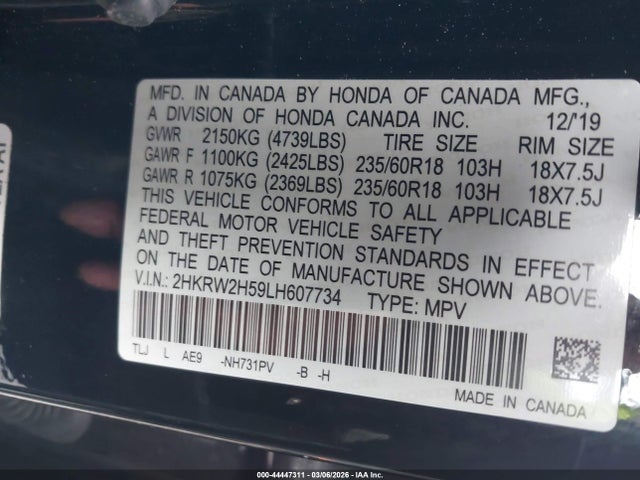 MFD. IN CANADA BY HONDA OF CANADA MFG.,
A DIVISION OF HONDA CANADA INC. 12/'19
GVWR 2150KG (4739LBS) TIRE SIZE RIM SIZE
GAWR F 1100KG (2425LBS) 235/60R18 103H 18X7.5J
GAWR R 1075KG (2369LBS) 235/60R18 103H 18X7.5J
THIS VEHICLE CONFORMS TO ALL APPLICABLE
FEDERAL MOTOR VEHICLE SAFETY
AND THEFT PREVENTION STANDARDS IN EFFECT
ON THE DATE OF MANUFACTURE SHOWN ABOVE.
V.I.N.: 2HKRW2H59LH607734 TYPE: MPV
TLJ L AE9 -NH731PV -B -H
MADE IN CANADA
000-44447311 - 03/06/2026 - IAA Inc.